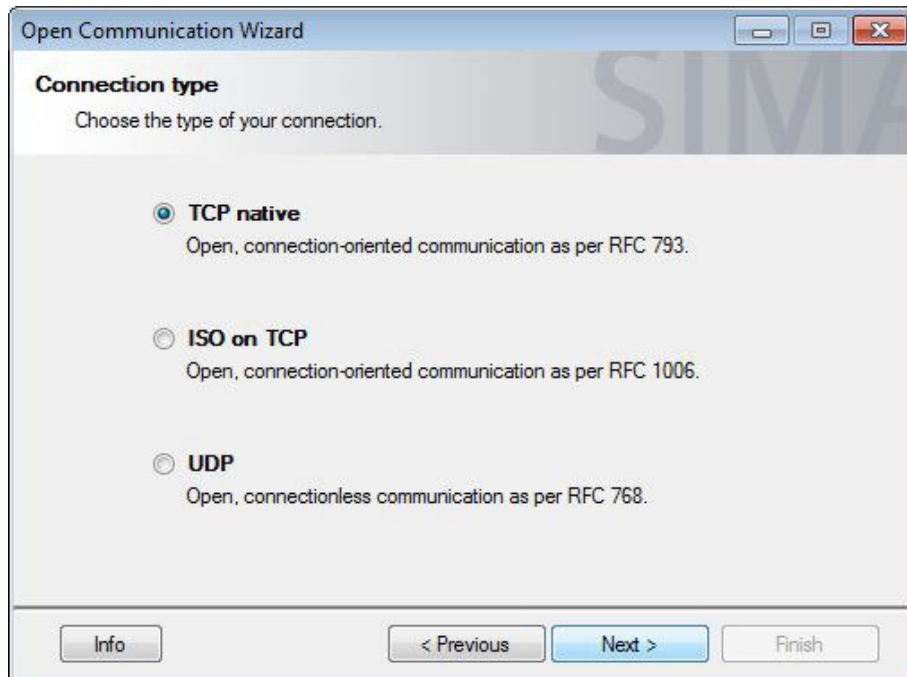 Open Communication Wizard
Connection type
SIMA
Choose the type of your connection.
TCP native
Open, connection-oriented communication as per RFC 793.
ISO on TCP
Open, connection-oriented communication as per RFC 1006.
UDP
Open, connectionless communication as per RFC 768.
Info
< Previous
Next >
Finish